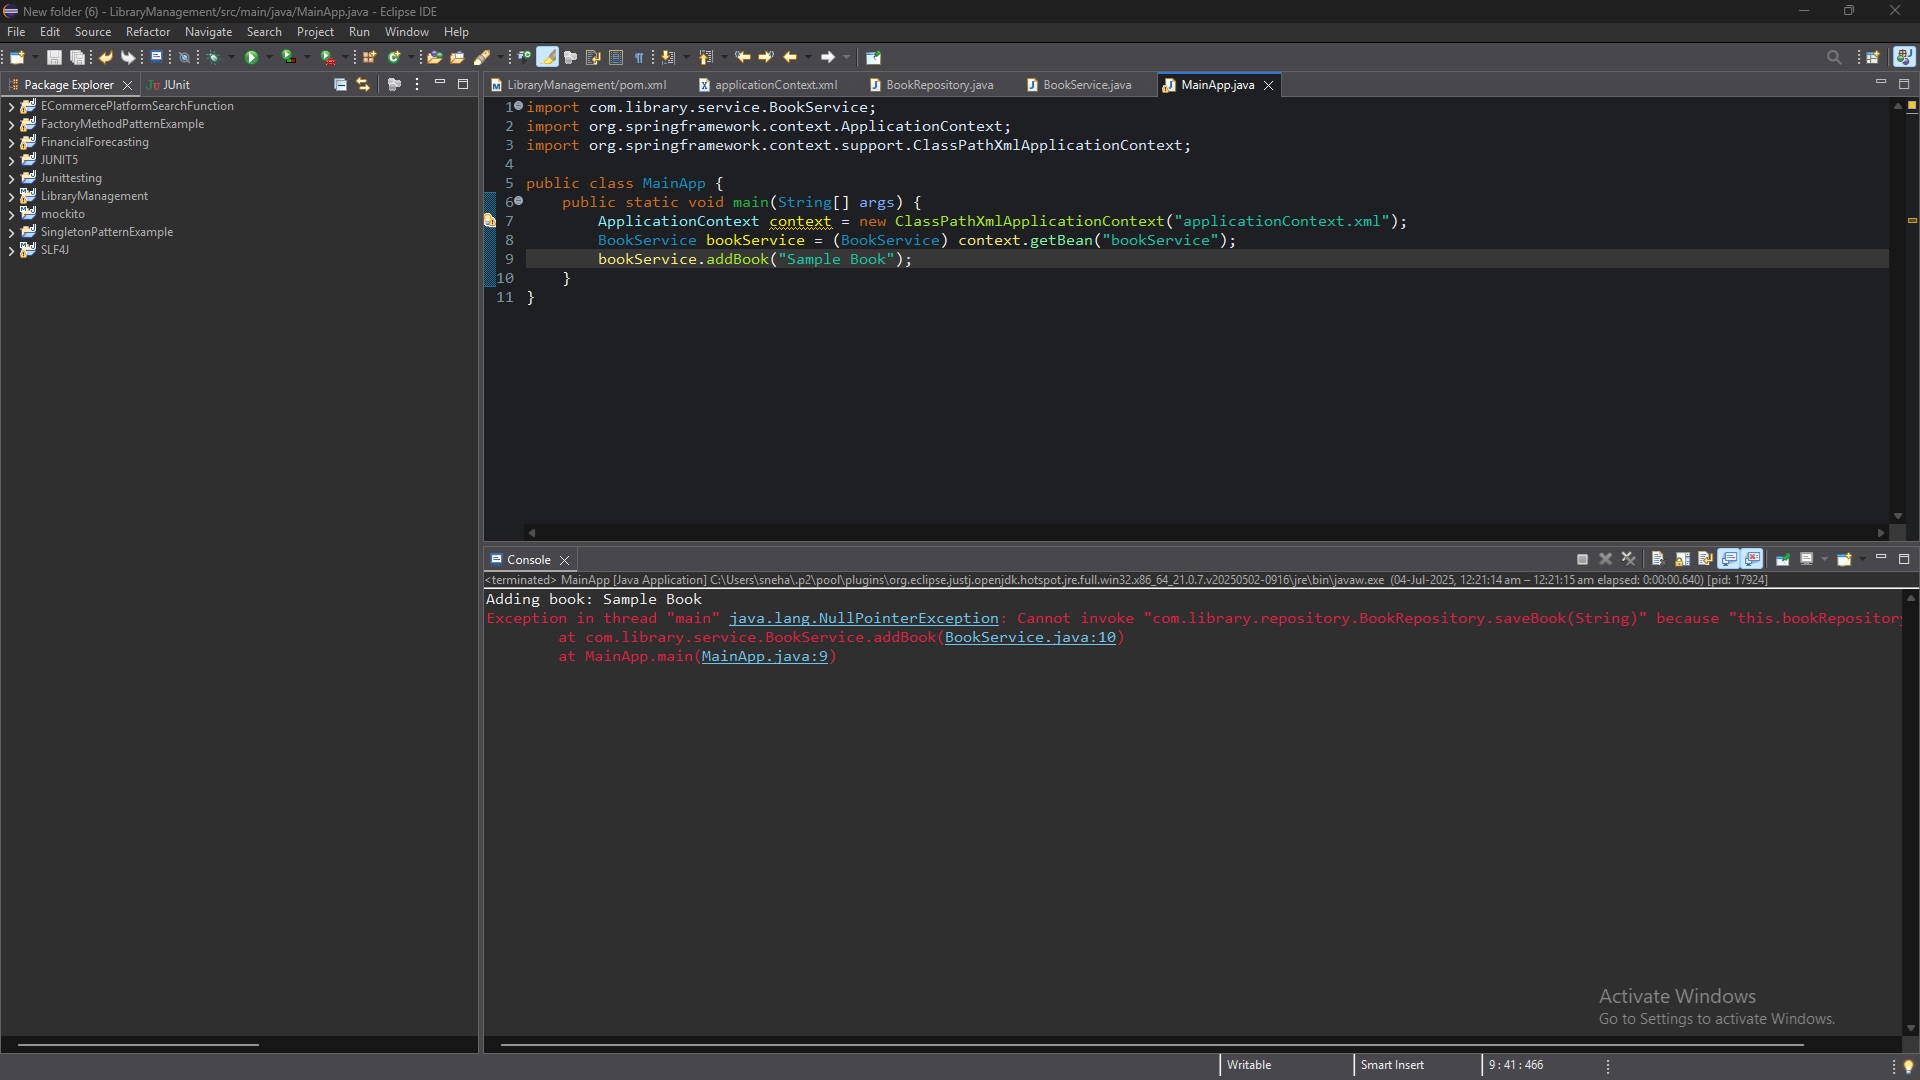 New folder (6) - LibraryManagement/src/main/java/MainApp.java - Eclipse IDE
File Edit Source Refactor Navigate Search Project Run Window Help
Package Explorer
JUnit
ECommercePlatformSearchFunction
FactoryMethodPatternExample
FinancialForecasting
JUNIT5
Junittesting
LibraryManagement
mockito
SingletonPatternExample
SLF4J
LibraryManagement/pom.xml
applicationContext.xml
BookRepository.java
BookService.java
MainApp.java
1 import com.library.service.BookService;
2 import org.springframework.context.ApplicationContext;
3 import org.springframework.context.support.ClassPathXmlApplicationContext;
4
5 public class MainApp {
6 public static void main(String[] args) {
7 ApplicationContext context = new ClassPathXmlApplicationContext("applicationContext.xml");
8 BookService bookService = (BookService) context.getBean("bookService");
9 bookService.addBook("Sample Book");
10 }
11 }
Console
<terminated> MainApp [Java Application] C:\Users\sneha\.p2\pool\plugins\org.eclipse.justj.openjdk.hotspot.jre.full.win32.x86_64_21.0.7.v20250502-0916\jre\bin\javaw.exe (04-Jul-2025, 12:21:14 am – 12:21:15 am elapsed: 0:00:00.640) [pid: 17924]
Adding book: Sample Book
Exception in thread "main" java.lang.NullPointerException: Cannot invoke "com.library.repository.BookRepository.saveBook(String)" because "this.bookRepository
at com.library.service.BookService.addBook(BookService.java:10)
at MainApp.main(MainApp.java:9)
Activate Windows
Go to Settings to activate Windows.
Writable
Smart Insert
9 : 41 : 466